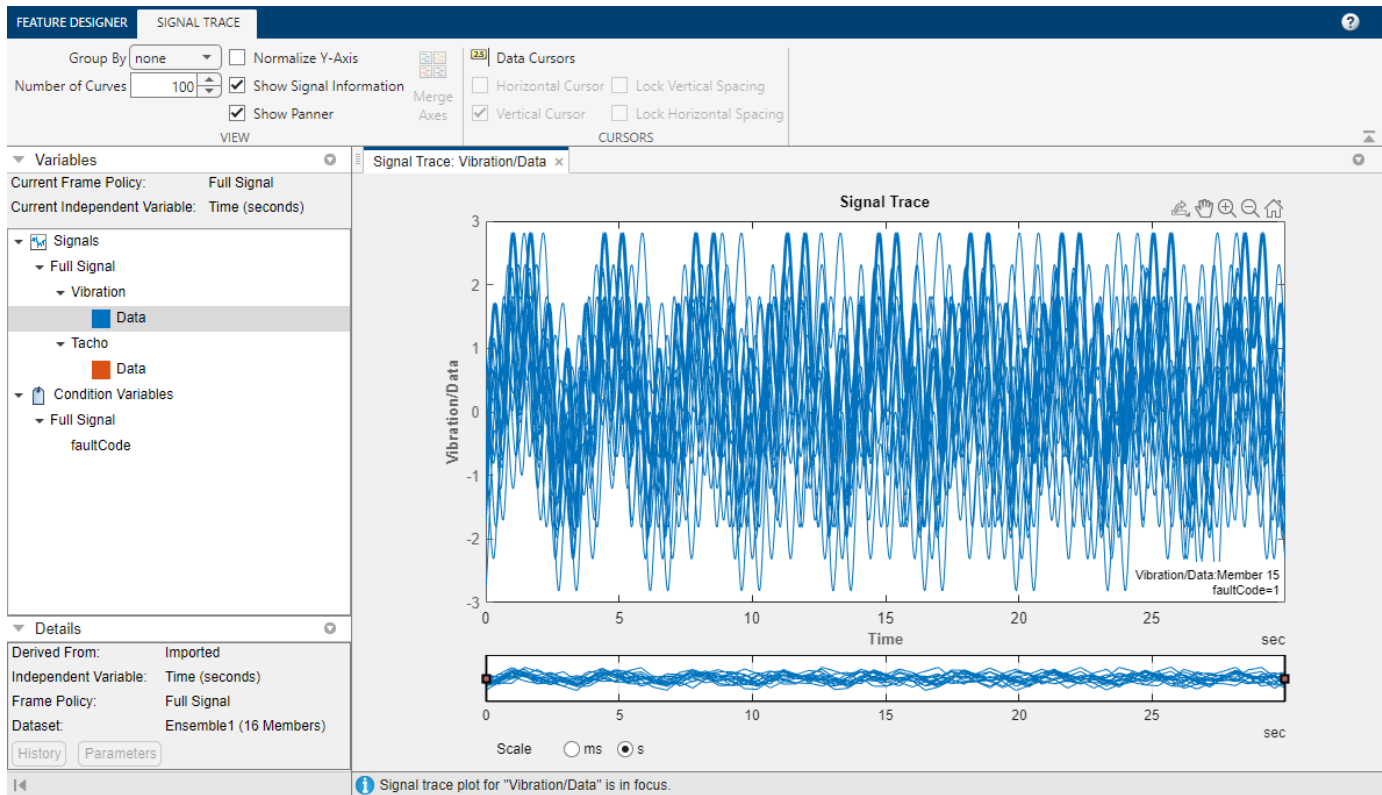 FEATURE DESIGNER SIGNAL TRACE ?
Group By none Normalize Y-Axis
Number of Curves 100 Show Signal Information
Show Panner
Merge
Axes
VIEW
2.5 Data Cursors
Horizontal Cursor Lock Vertical Spacing
Vertical Cursor Lock Horizontal Spacing
CURSORS
Variables
Current Frame Policy: Full Signal
Current Independent Variable: Time (seconds)
Signals
Full Signal
Vibration
Data
Tacho
Data
Condition Variables
Full Signal
faultCode
Details
Derived From: Imported
Independent Variable: Time (seconds)
Frame Policy: Full Signal
Dataset: Ensemble1 (16 Members)
History Parameters
Signal Trace: Vibration/Data ×
Signal Trace
3
2
1
0
-1
-2
-3
Vibration/Data
Vibration/Data:Member 15
faultCode=1
0 5 10 15 20 25
Time
sec
0 5 10 15 20 25
sec
Scale ms s
Signal trace plot for "Vibration/Data" is in focus.